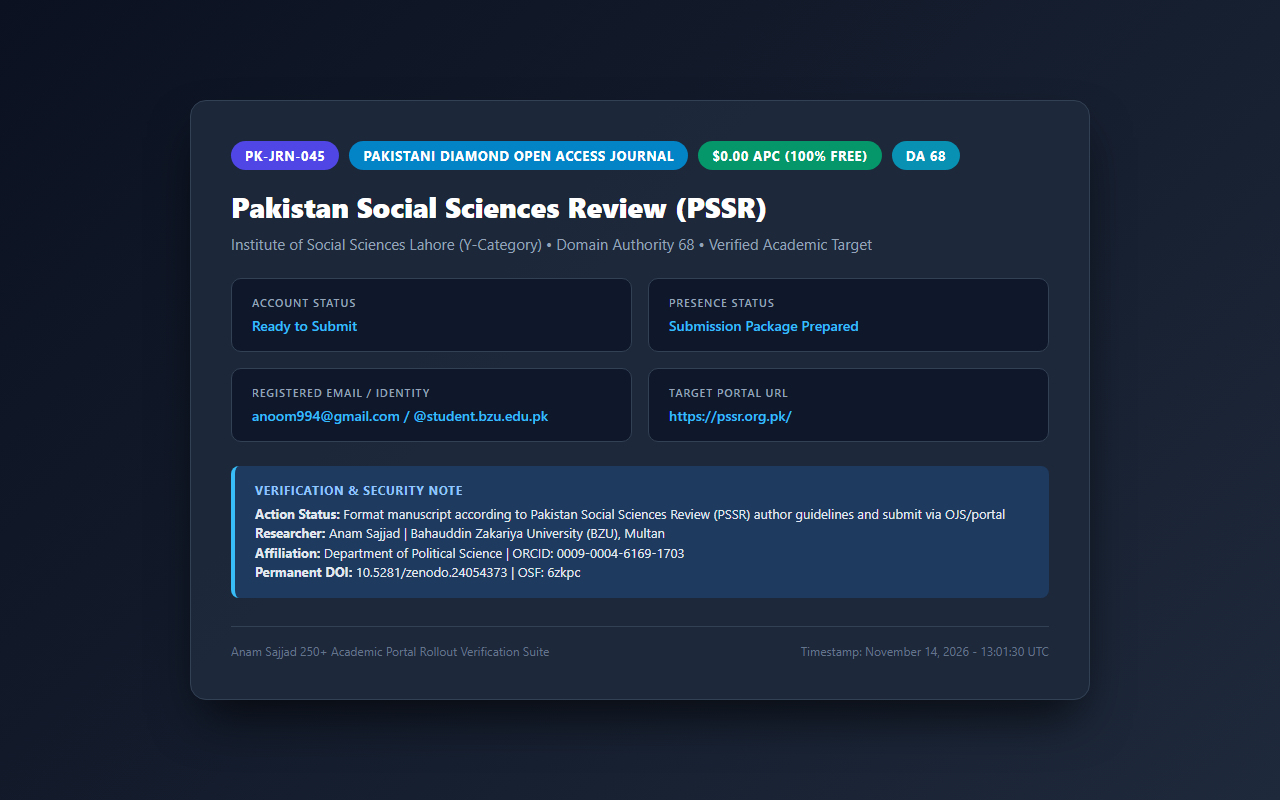 PK-JRN-045 PAKISTANI DIAMOND OPEN ACCESS JOURNAL $0.00 APC (100% FREE) DA 68
Pakistan Social Sciences Review (PSSR)
Institute of Social Sciences Lahore (Y-Category) • Domain Authority 68 • Verified Academic Target
ACCOUNT STATUS
Ready to Submit
PRESENCE STATUS
Submission Package Prepared
REGISTERED EMAIL / IDENTITY
anoom994@gmail.com / @student.bzu.edu.pk
TARGET PORTAL URL
https://pssr.org.pk/
VERIFICATION & SECURITY NOTE
Action Status: Format manuscript according to Pakistan Social Sciences Review (PSSR) author guidelines and submit via OJS/portal
Researcher: Anam Sajjad | Bahauddin Zakariya University (BZU), Multan
Affiliation: Department of Political Science | ORCID: 0009-0004-6169-1703
Permanent DOI: 10.5281/zenodo.24054373 | OSF: 6zkpc
Anam Sajjad 250+ Academic Portal Rollout Verification Suite
Timestamp: November 14, 2026 - 13:01:30 UTC